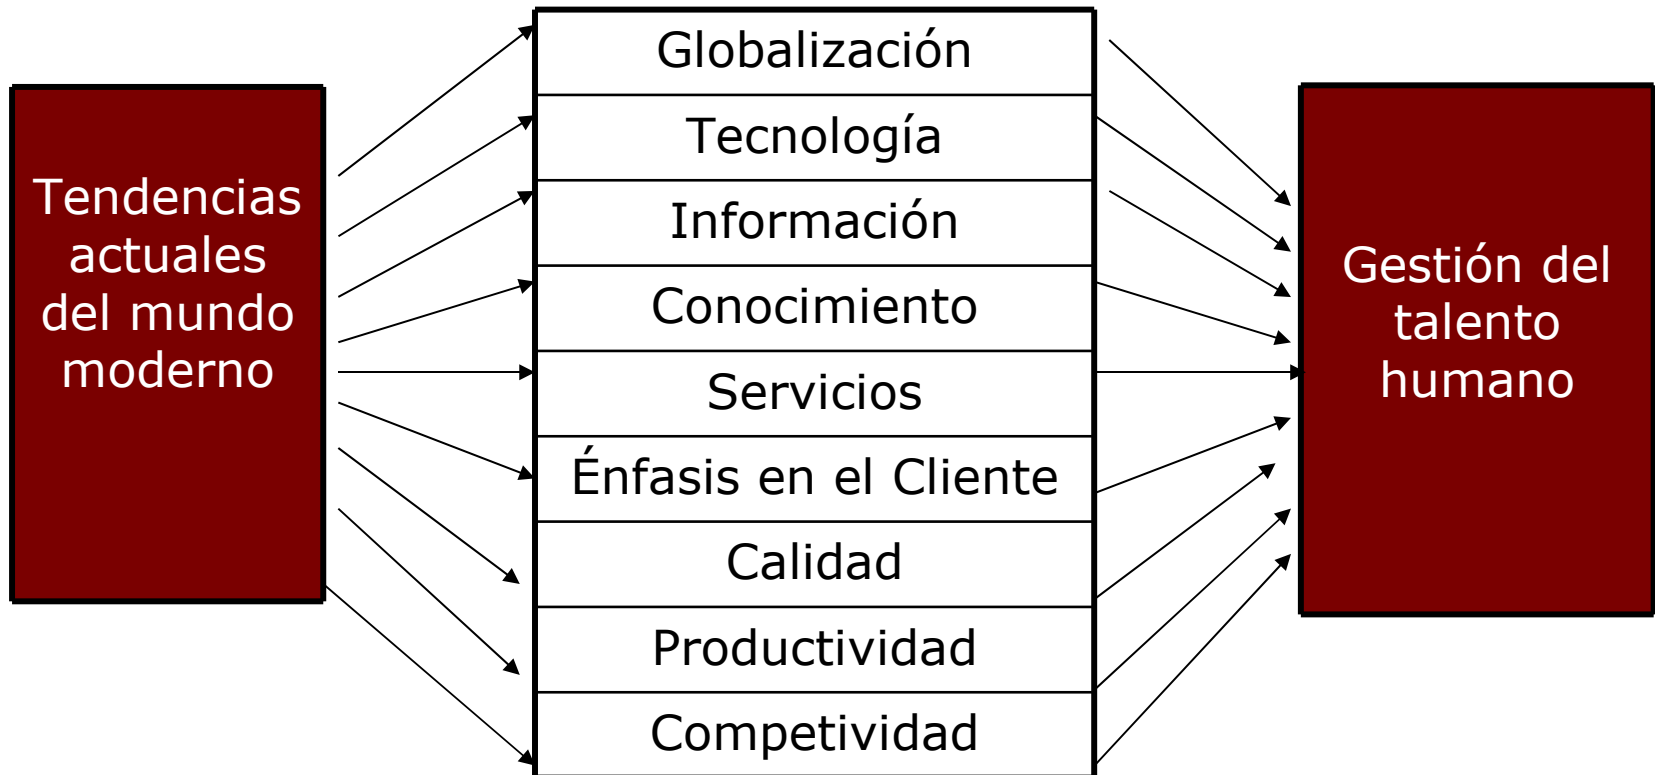 Tendencias
actuales
del mundo
moderno
Globalización
Tecnología
Información
Conocimiento
Servicios
Énfasis en el Cliente
Calidad
Productividad
Competividad
Gestión del
talento
humano